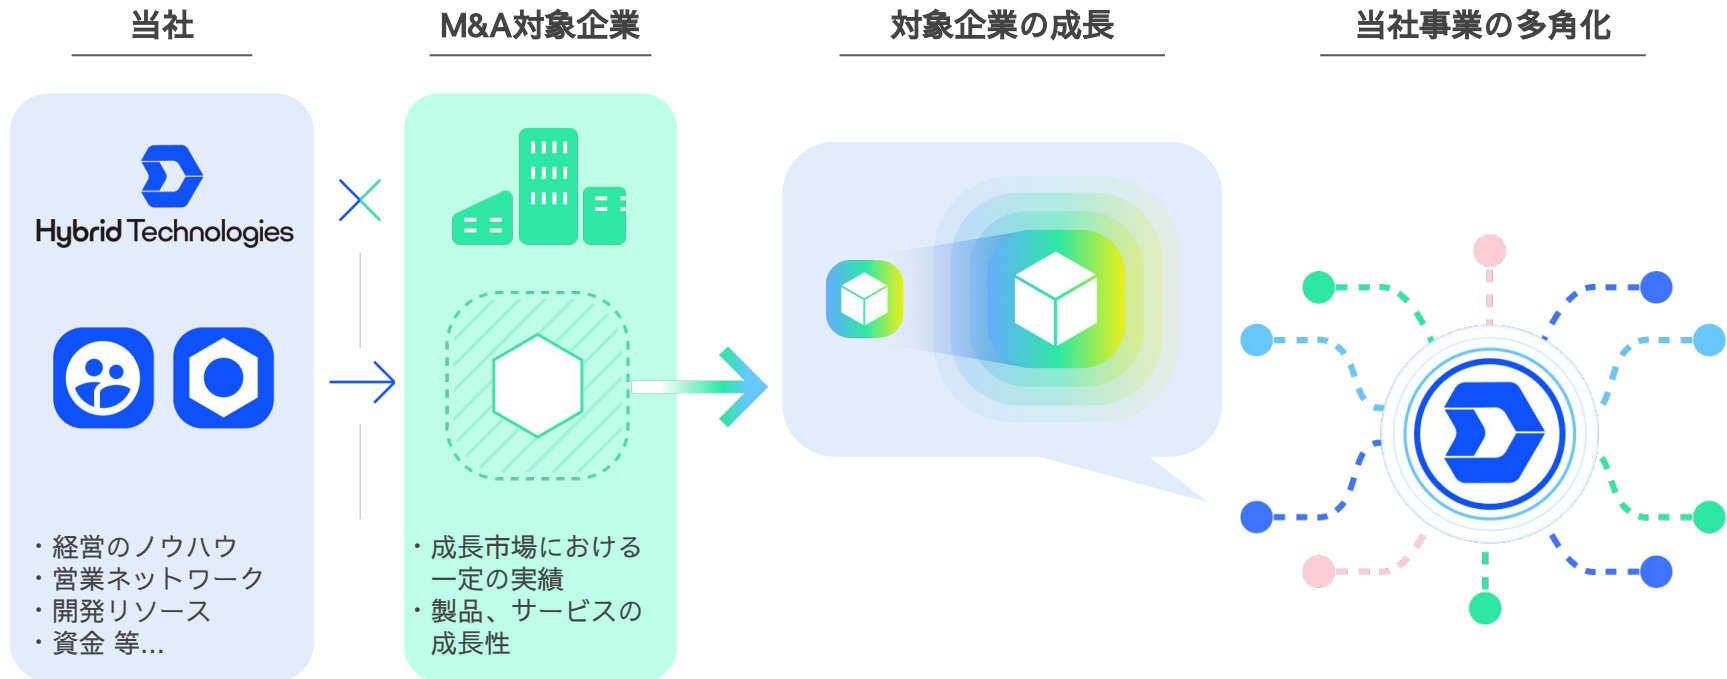 当社
M&A対象企業
対象企業の成長
当社事業の多角化
Hybrid Technologies
・経営のノウハウ
・営業ネットワーク
・開発リソース
・資金 等...
・成長市場における
一定の実績
・製品、サービスの
成長性